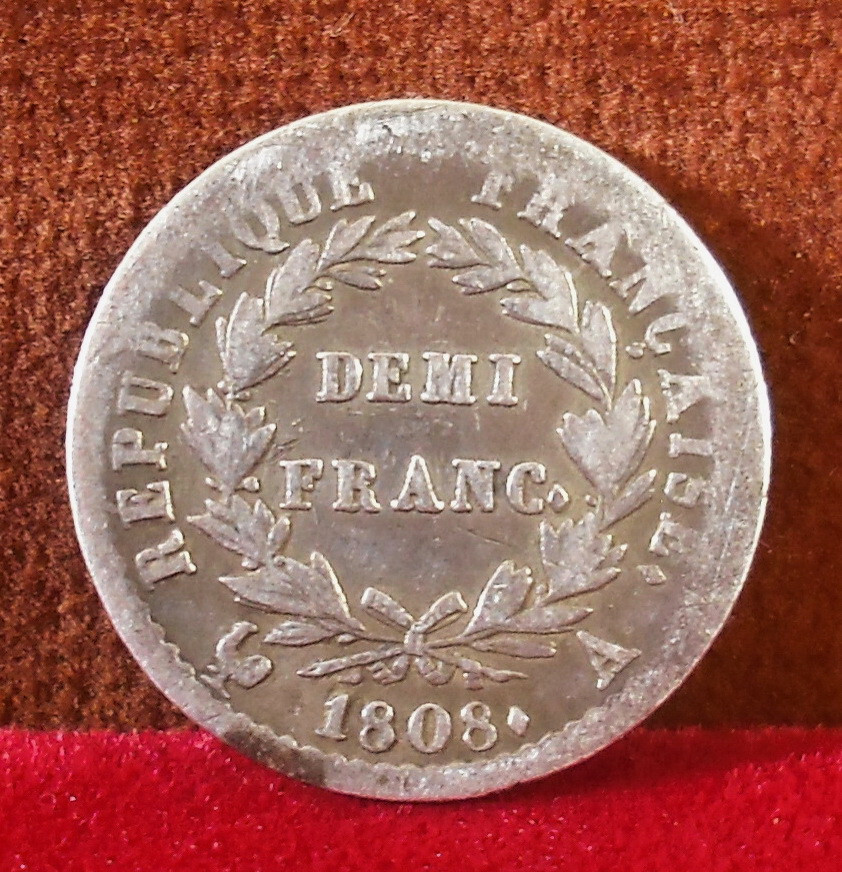 REPUBLIQUE FRANÇAISE.
DEMI
FRANC.
A
1808.